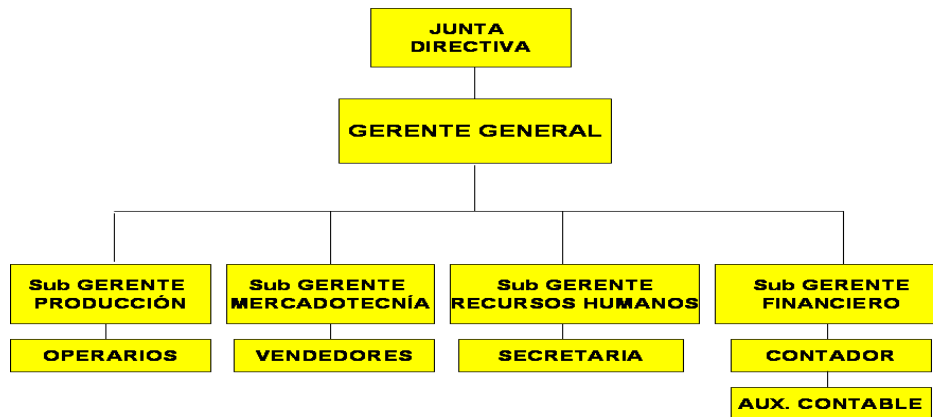 JUNTA
DIRECTIVA
GERENTE GENERAL
Sub GERENTE
PRODUCCIÓN
Sub GERENTE
MERCADOTECNÍA
Sub GERENTE
RECURSOS HUMANOS
Sub GERENTE
FINANCIERO
OPERARIOS
VENDEDORES
SECRETARIA
CONTADOR
AUX. CONTABLE